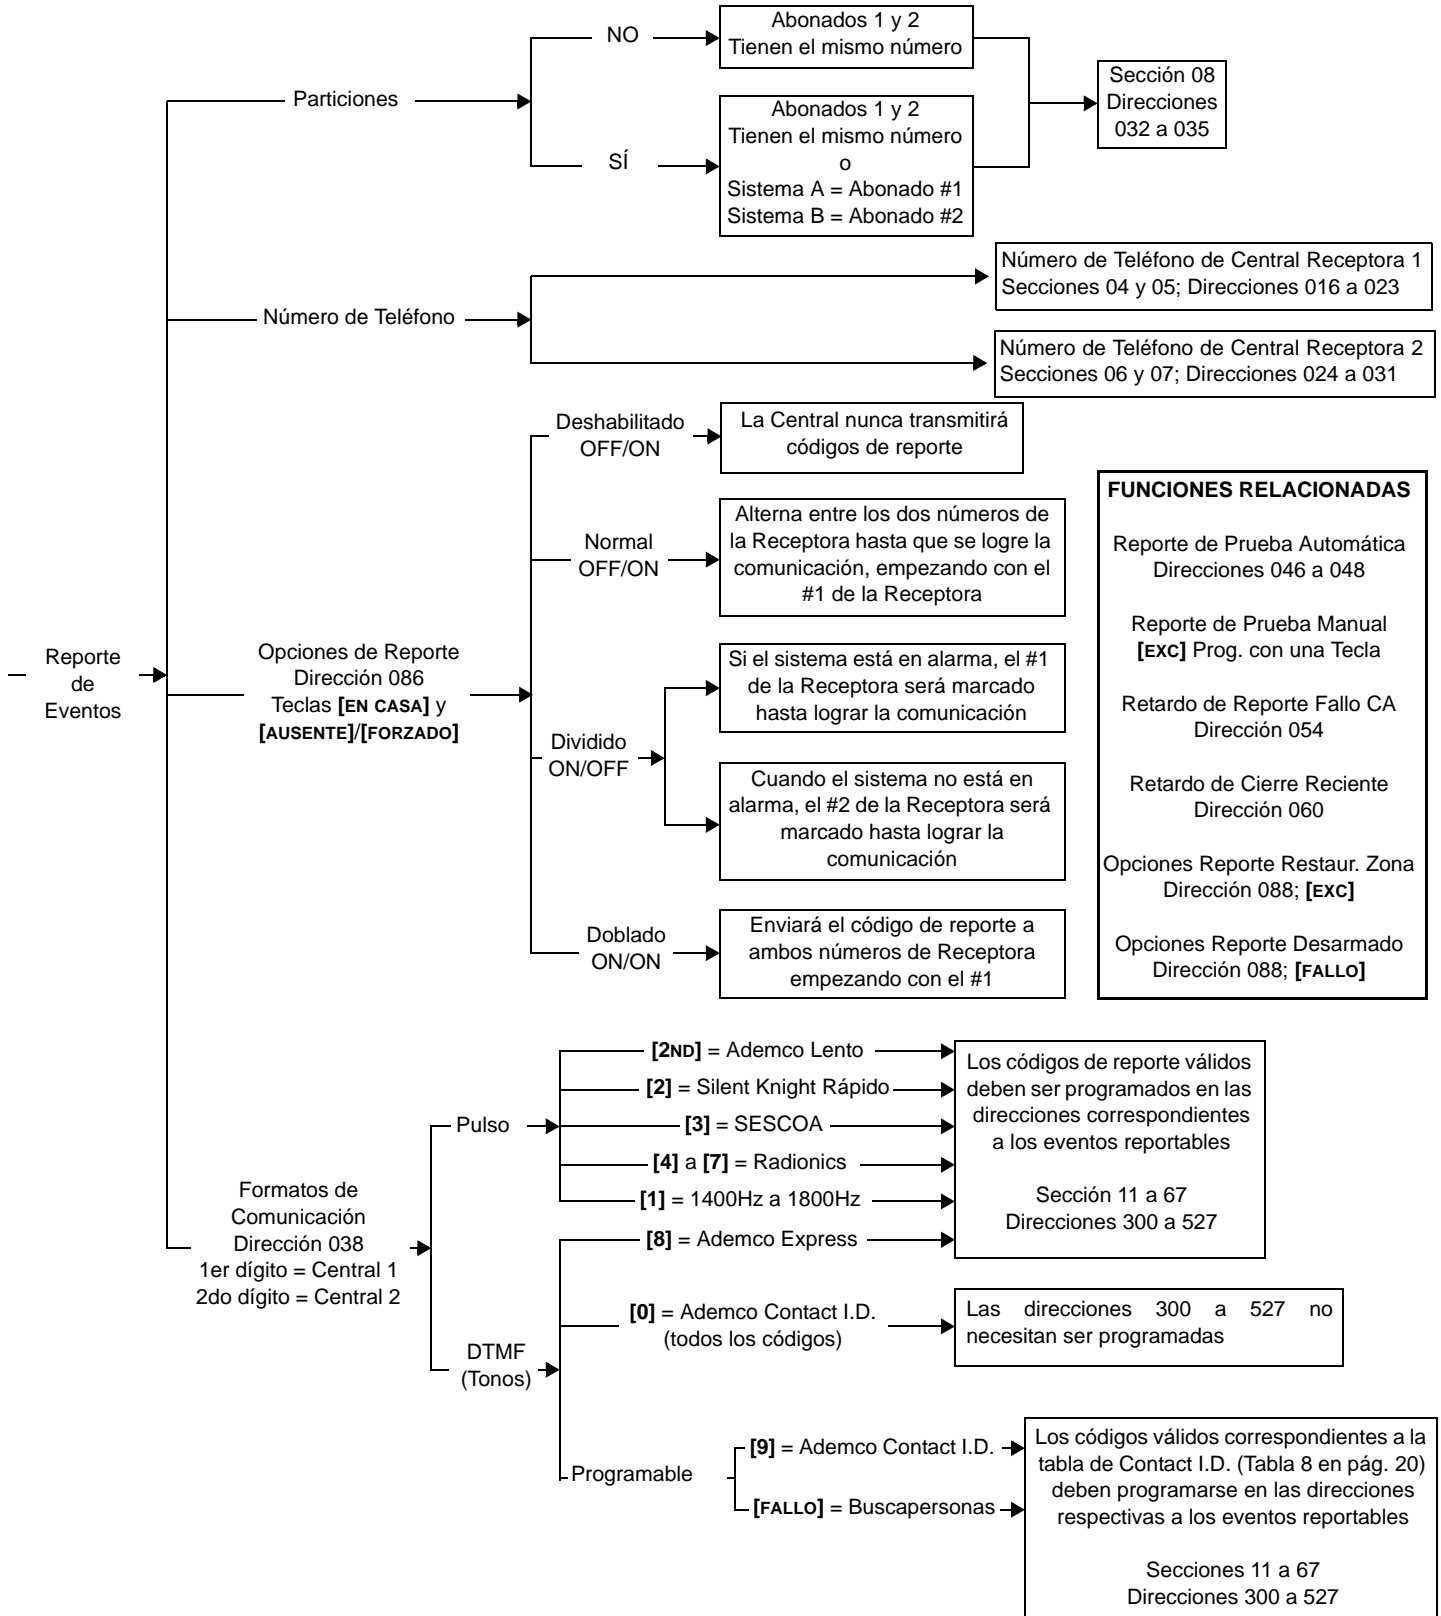 Reporte
de
Eventos
Particiones
NO
Abonados 1 y 2
Tienen el mismo número
SÍ
Abonados 1 y 2
Tienen el mismo número
o
Sistema A = Abonado #1
Sistema B = Abonado #2
Sección 08
Direcciones
032 a 035
Número de Teléfono
Número de Teléfono de Central Receptora 1
Secciones 04 y 05; Direcciones 016 a 023
Número de Teléfono de Central Receptora 2
Secciones 06 y 07; Direcciones 024 a 031
Opciones de Reporte
Dirección 086
Teclas [EN CASA] y
[AUSENTE]/[FORZADO]
Deshabilitado
OFF/ON
La Central nunca transmitirá
códigos de reporte
Normal
OFF/ON
Alterna entre los dos números de
la Receptora hasta que se logre la
comunicación, empezando con el
#1 de la Receptora
Dividido
ON/OFF
Si el sistema está en alarma, el #1
de la Receptora será marcado
hasta lograr la comunicación
Cuando el sistema no está en
alarma, el #2 de la Receptora será
marcado hasta lograr la
comunicación
Doblado
ON/ON
Enviará el código de reporte a
ambos números de Receptora
empezando con el #1
FUNCIONES RELACIONADAS
Reporte de Prueba Automática
Direcciones 046 a 048
Reporte de Prueba Manual
[EXC] Prog. con una Tecla
Retardo de Reporte Fallo CA
Dirección 054
Retardo de Cierre Reciente
Dirección 060
Opciones Reporte Restaur. Zona
Dirección 088; [EXC]
Opciones Reporte Desarmado
Dirección 088; [FALLO]
Formatos de
Comunicación
Dirección 038
1er dígito = Central 1
2do dígito = Central 2
Pulso
[2ND] = Ademco Lento
[2] = Silent Knight Rápido
[3] = SESCOA
[4] a [7] = Radionics
[1] = 1400Hz a 1800Hz
DTMF
(Tonos)
[8] = Ademco Express
Los códigos de reporte válidos
deben ser programados en las
direcciones correspondientes
a los eventos reportables
Sección 11 a 67
Direcciones 300 a 527
[0] = Ademco Contact I.D.
(todos los códigos)
Las direcciones 300 a 527 no
necesitan ser programadas
Programable
[9] = Ademco Contact I.D.
[FALLO] = Buscapersonas
Los códigos válidos correspondientes a la
tabla de Contact I.D. (Tabla 8 en pág. 20)
deben programarse en las direcciones
respectivas a los eventos reportables
Secciones 11 a 67
Direcciones 300 a 527